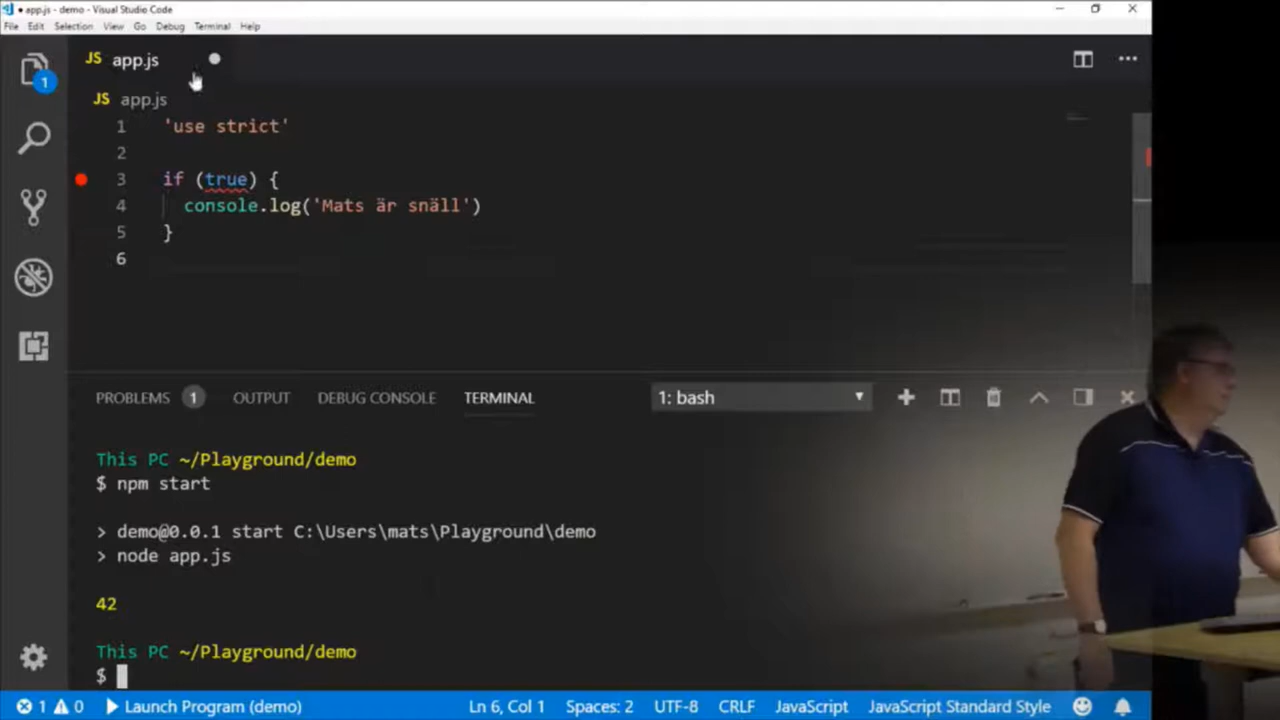 ● app.js - demo - Visual Studio Code
File Edit Selection View Go Debug Terminal Help
JS app.js
1
JS app.js
1 'use strict'
2
3 if (true) {
4 console.log('Mats är snäll')
5 }
6
PROBLEMS 1 OUTPUT DEBUG CONSOLE TERMINAL 1: bash
This PC ~/Playground/demo
$ npm start
> demo@0.0.1 start C:\Users\mats\Playground\demo
> node app.js
42
This PC ~/Playground/demo
$
1 0 Launch Program (demo) Ln 6, Col 1 Spaces: 2 UTF-8 CRLF JavaScript JavaScript Standard Style